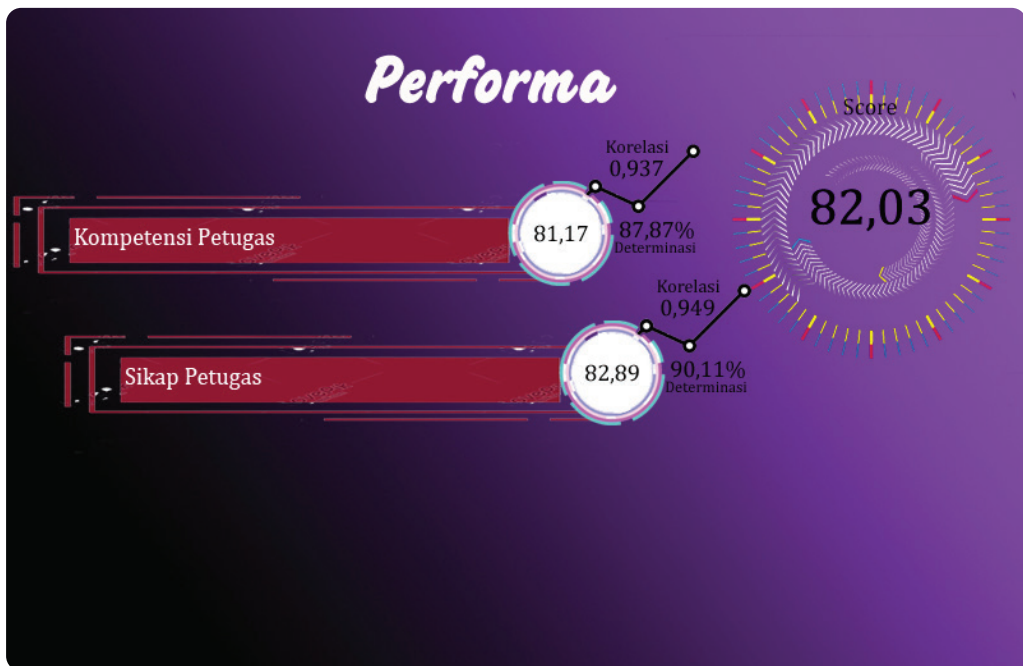 Performa
Score
82,03
Korelasi
0,937
Kompetensi Petugas
81,17
87,87%
Determinasi
Korelasi
0,949
Sikap Petugas
82,89
90,11%
Determinasi